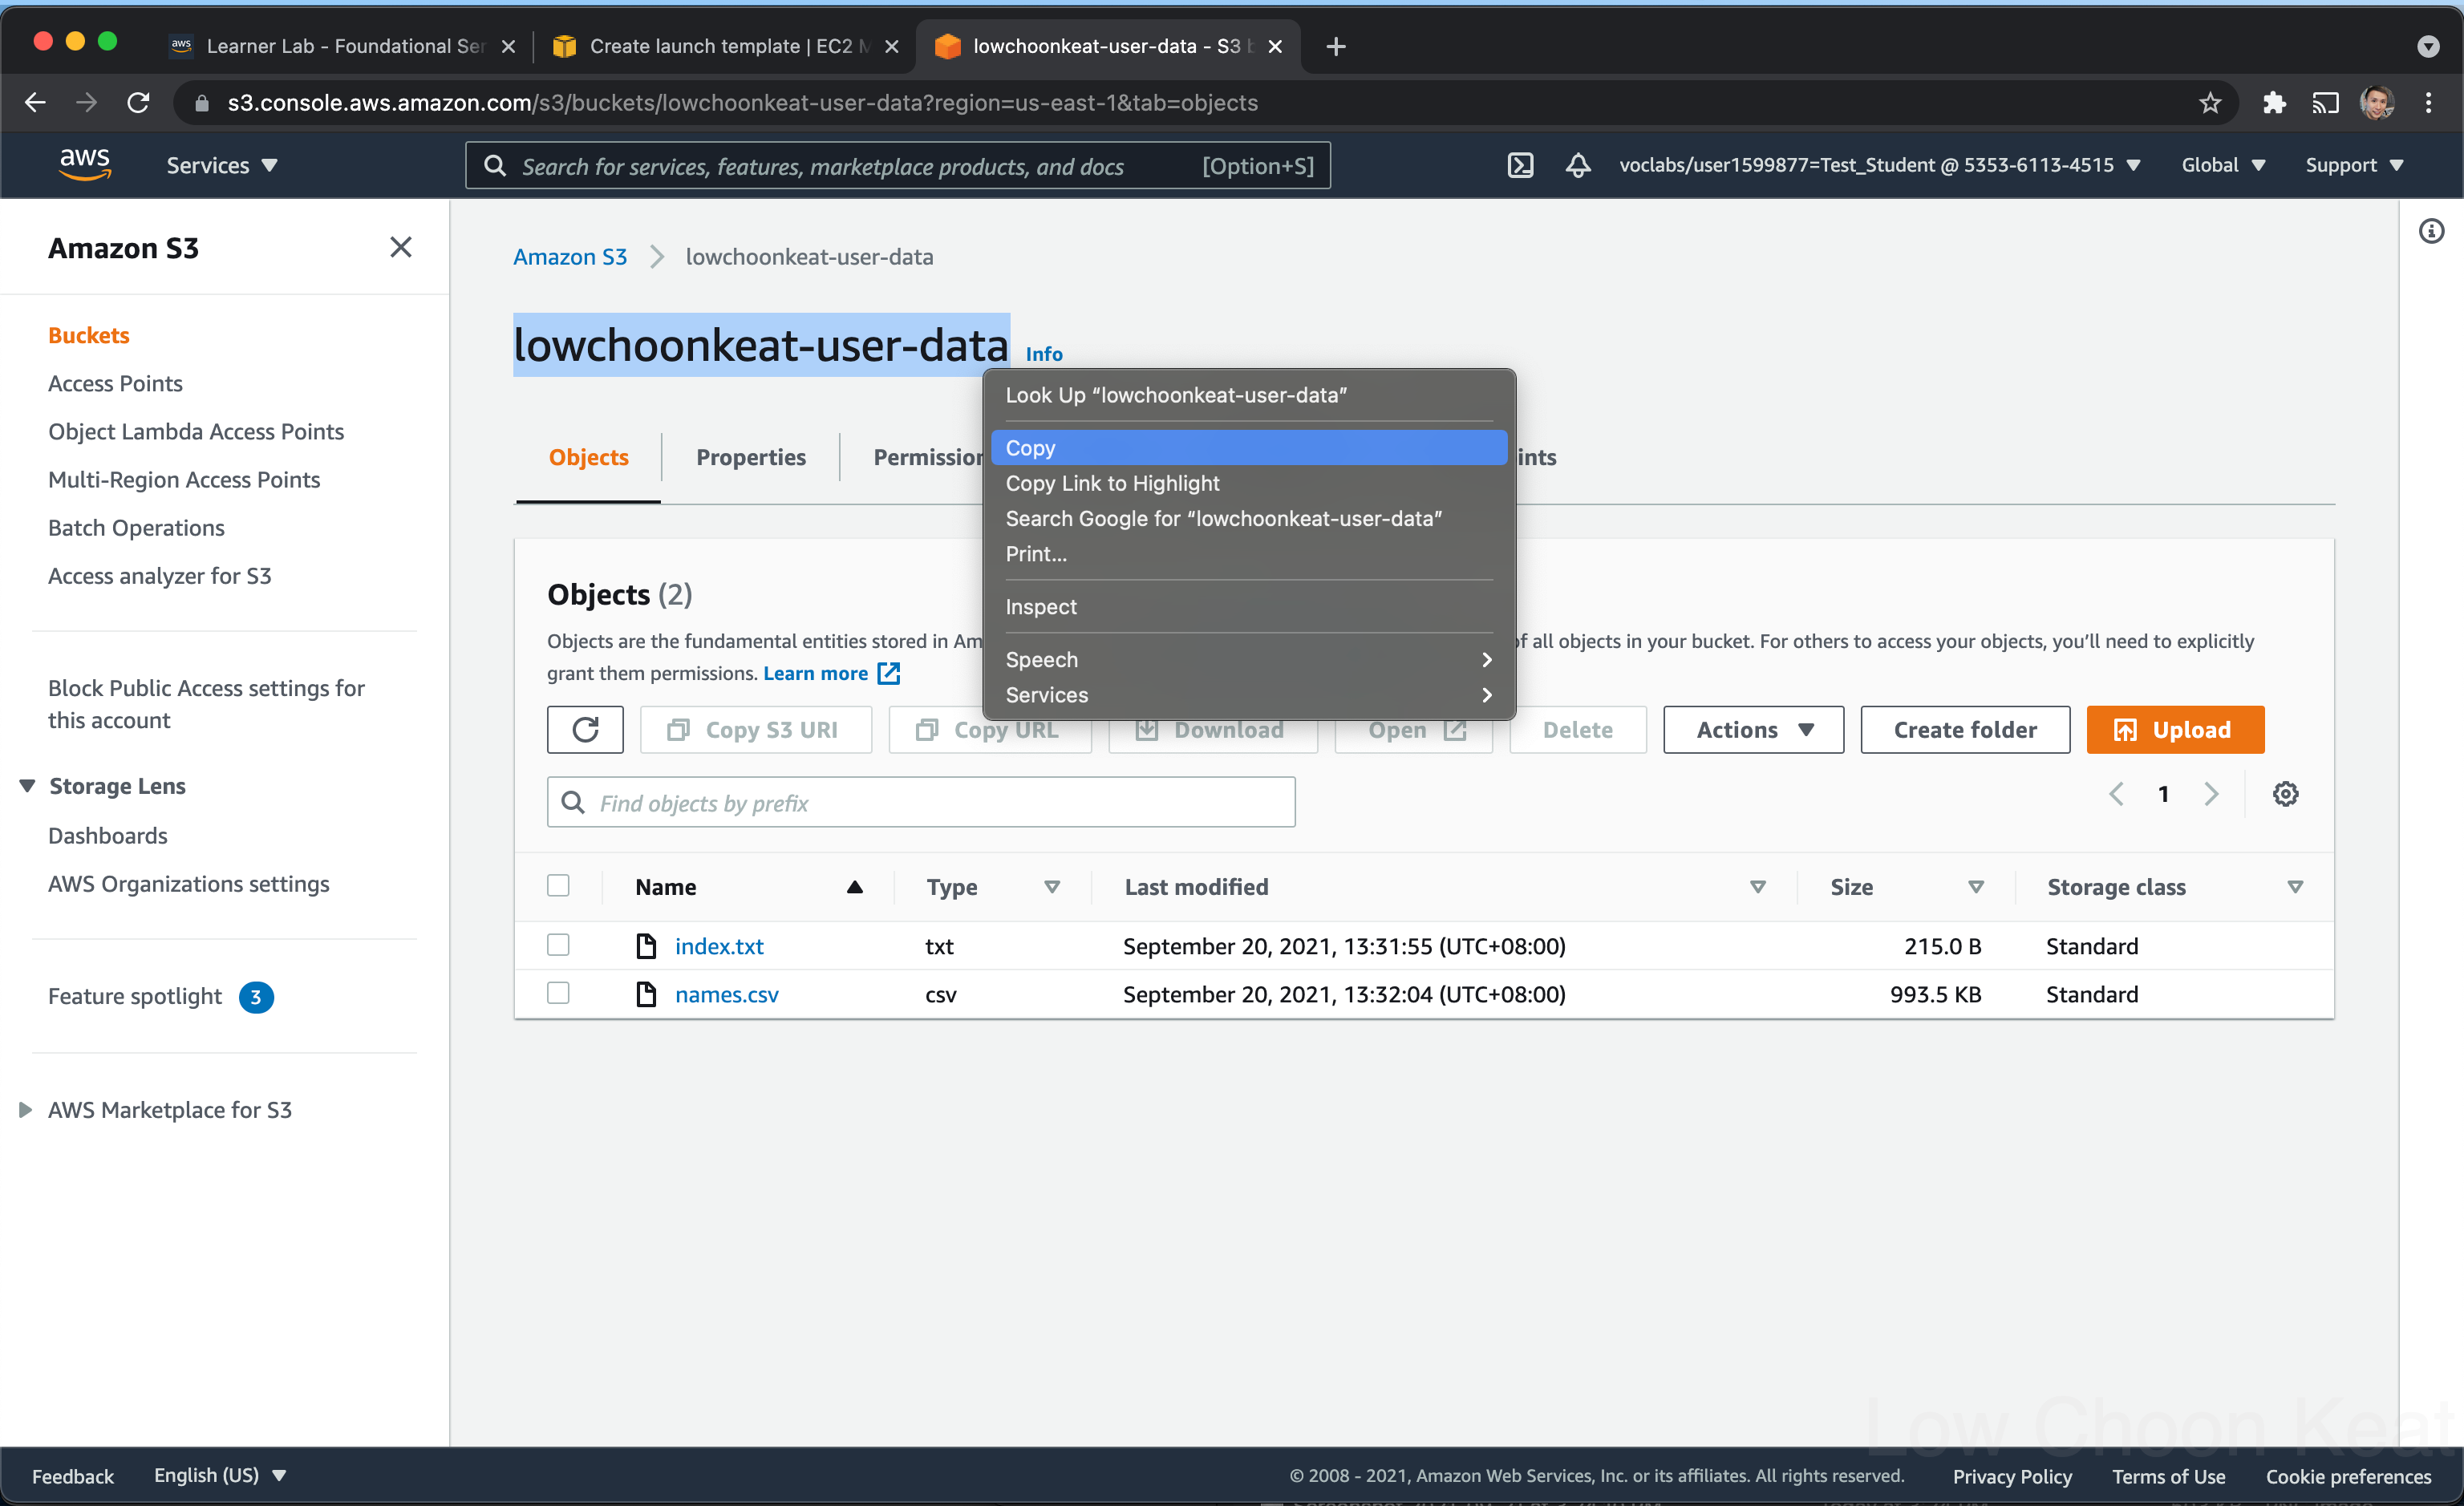 aws Learner Lab - Foundational Ser
Create launch template | EC2 M
lowchoonkeat-user-data - S3 b
s3.console.aws.amazon.com/s3/buckets/lowchoonkeat-user-data?region=us-east-1&tab=objects
aws
Services
Search for services, features, marketplace products, and docs
[Option+S]
voclabs/user1599877=Test_Student @ 5353-6113-4515
Global
Support
Amazon S3
Buckets
Access Points
Object Lambda Access Points
Multi-Region Access Points
Batch Operations
Access analyzer for S3
Block Public Access settings for
this account
Storage Lens
Dashboards
AWS Organizations settings
Feature spotlight 3
AWS Marketplace for S3
Amazon S3
lowchoonkeat-user-data
lowchoonkeat-user-data Info
Look Up “lowchoonkeat-user-data”
Copy
Copy Link to Highlight
Search Google for “lowchoonkeat-user-data”
Print...
Inspect
Speech
Services
Objects
Properties
Permission
ints
Objects (2)
Objects are the fundamental entities stored in Am
of all objects in your bucket. For others to access your objects, you’ll need to explicitly
grant them permissions. Learn more
Copy S3 URI
Copy URL
Download
Open
Delete
Actions
Create folder
Upload
Find objects by prefix
1
Name
Type
Last modified
Size
Storage class
index.txt
txt
September 20, 2021, 13:31:55 (UTC+08:00)
215.0 B
Standard
names.csv
csv
September 20, 2021, 13:32:04 (UTC+08:00)
993.5 KB
Standard
Low Choon Keat
Feedback
English (US)
© 2008 - 2021, Amazon Web Services, Inc. or its affiliates. All rights reserved.
Privacy Policy
Terms of Use
Cookie preferences